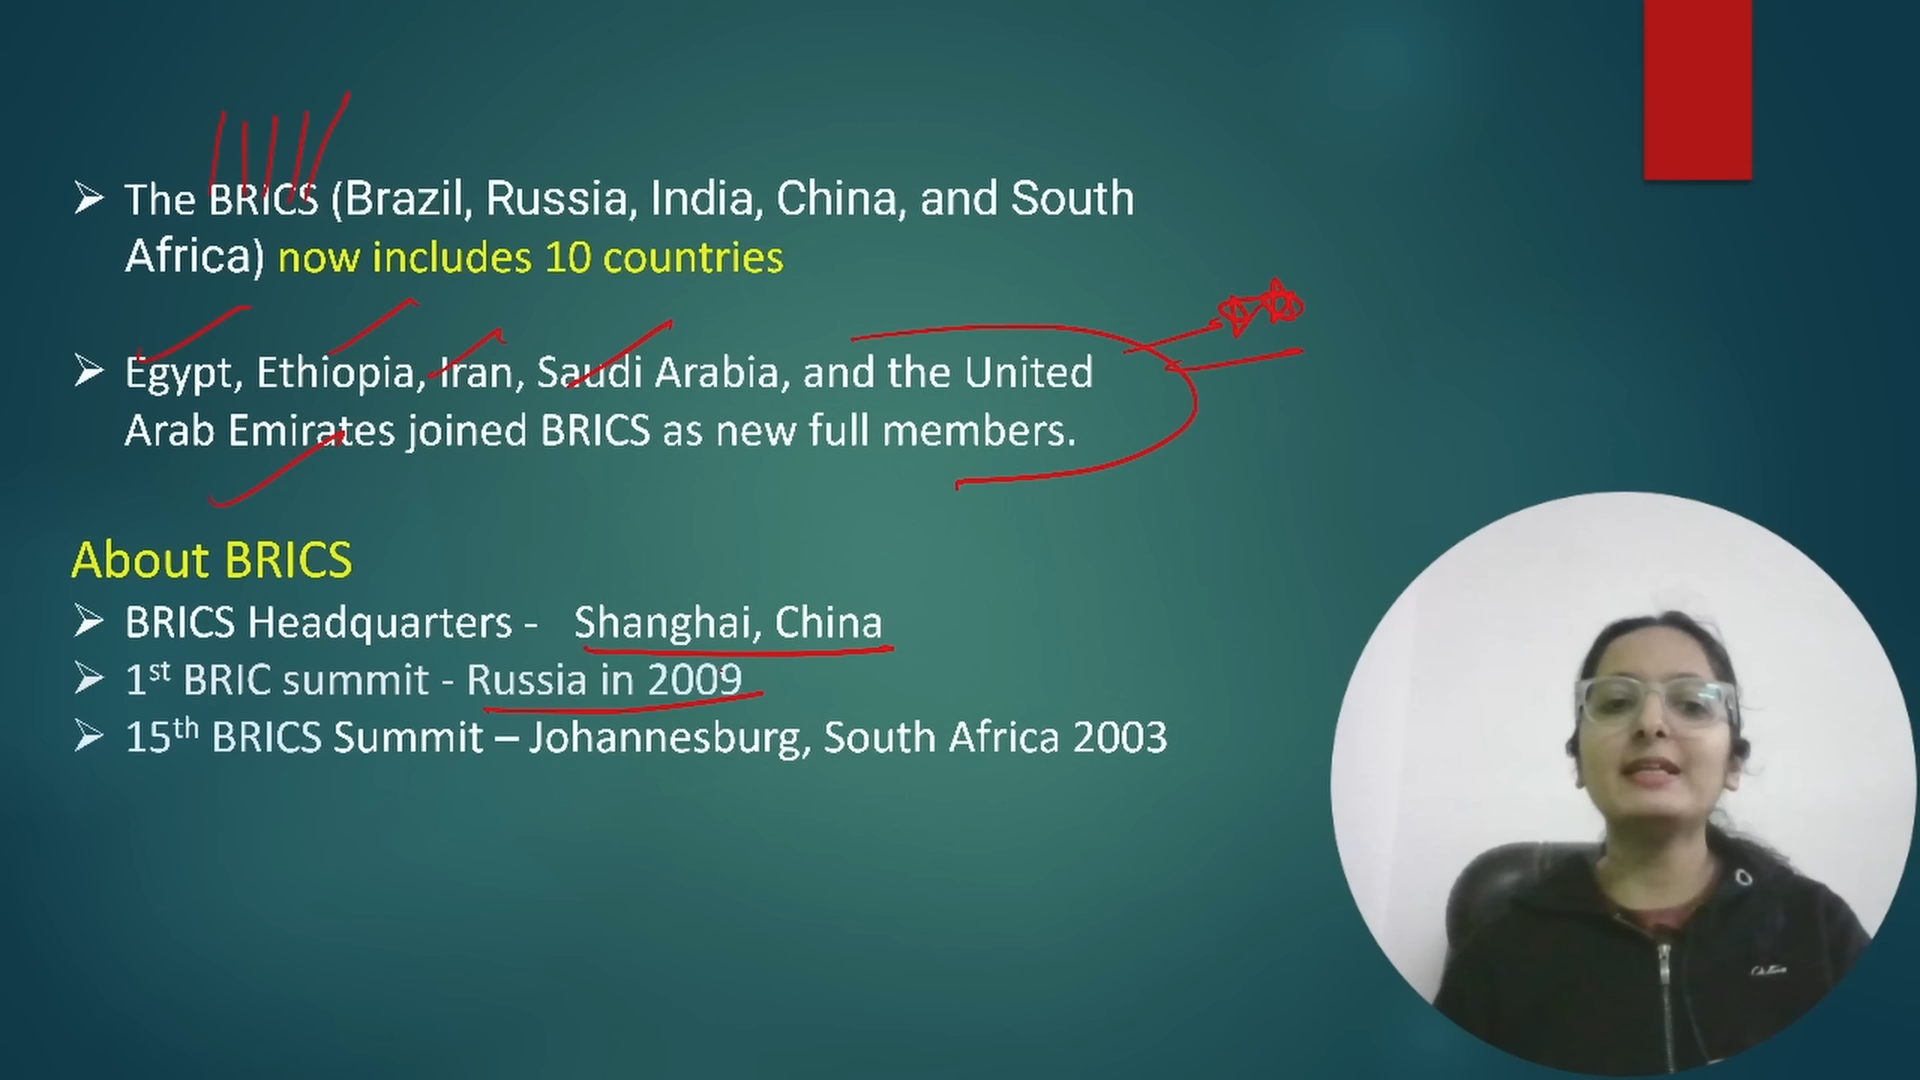 ➢ The BRICS (Brazil, Russia, India, China, and South
Africa) now includes 10 countries
➢ Egypt, Ethiopia, Iran, Saudi Arabia, and the United
Arab Emirates joined BRICS as new full members.
About BRICS
➢ BRICS Headquarters - Shanghai, China
➢ 1st BRIC summit - Russia in 2009
➢ 15th BRICS Summit – Johannesburg, South Africa 2003